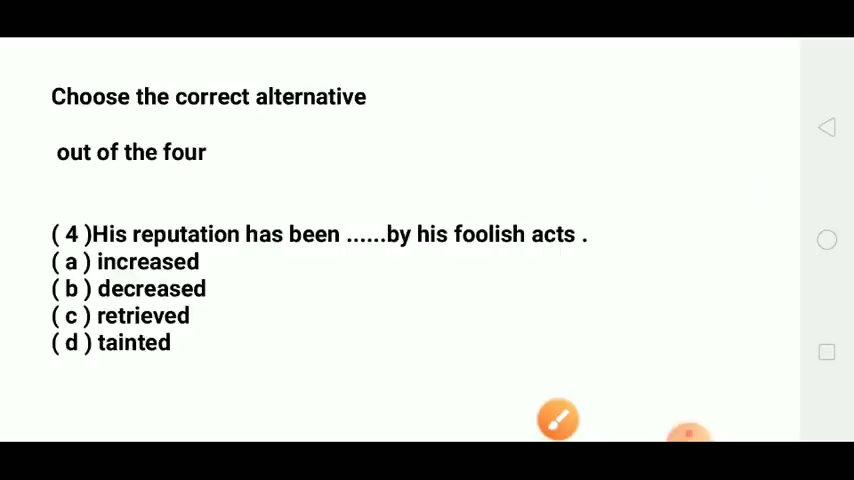 Choose the correct alternative
out of the four
( 4 )His reputation has been ......by his foolish acts .
( a ) increased
( b ) decreased
( c ) retrieved
( d ) tainted